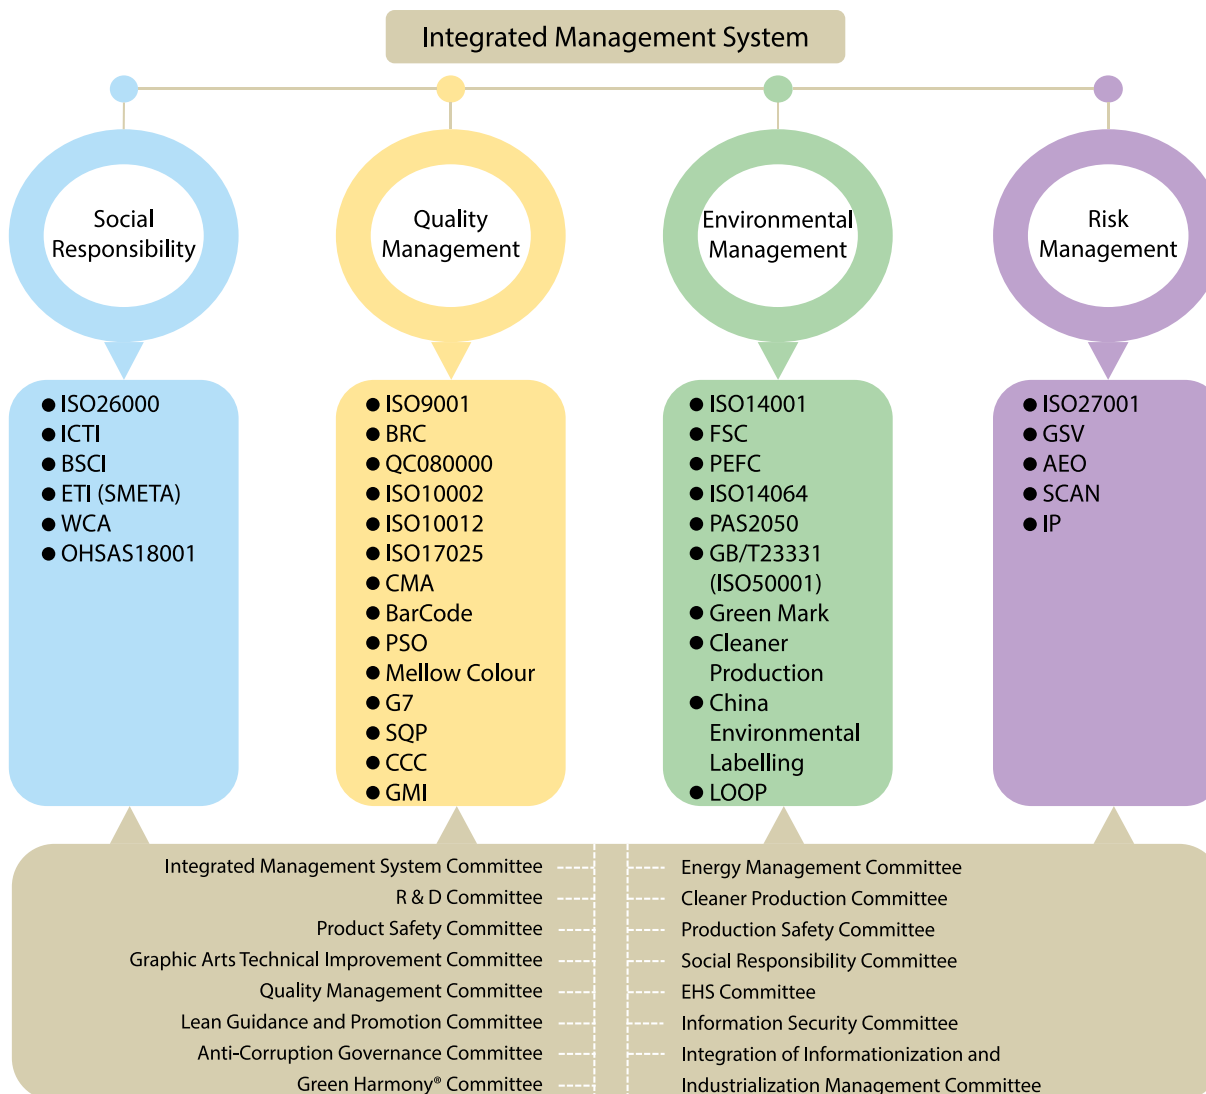 Integrated Management System
Social
Responsibility
Quality
Management
Environmental
Management
Risk
Management
● ISO26000
● ICTI
● BSCI
● ETI (SMETA)
● WCA
● OHSAS18001
● ISO9001
● BRC
● QC080000
● ISO10002
● ISO10012
● ISO17025
● CMA
● BarCode
● PSO
● Mellow Colour
● G7
● SQP
● CCC
● GMI
● ISO14001
● FSC
● PEFC
● ISO14064
● PAS2050
● GB/T23331
(ISO50001)
● Green Mark
● Cleaner
Production
● China
Environmental
Labelling
● LOOP
● ISO27001
● GSV
● AEO
● SCAN
● IP
Integrated Management System Committee
R & D Committee
Product Safety Committee
Graphic Arts Technical Improvement Committee
Quality Management Committee
Lean Guidance and Promotion Committee
Anti-Corruption Governance Committee
Green Harmony® Committee
Energy Management Committee
Cleaner Production Committee
Production Safety Committee
Social Responsibility Committee
EHS Committee
Information Security Committee
Integration of Informationization and
Industrialization Management Committee